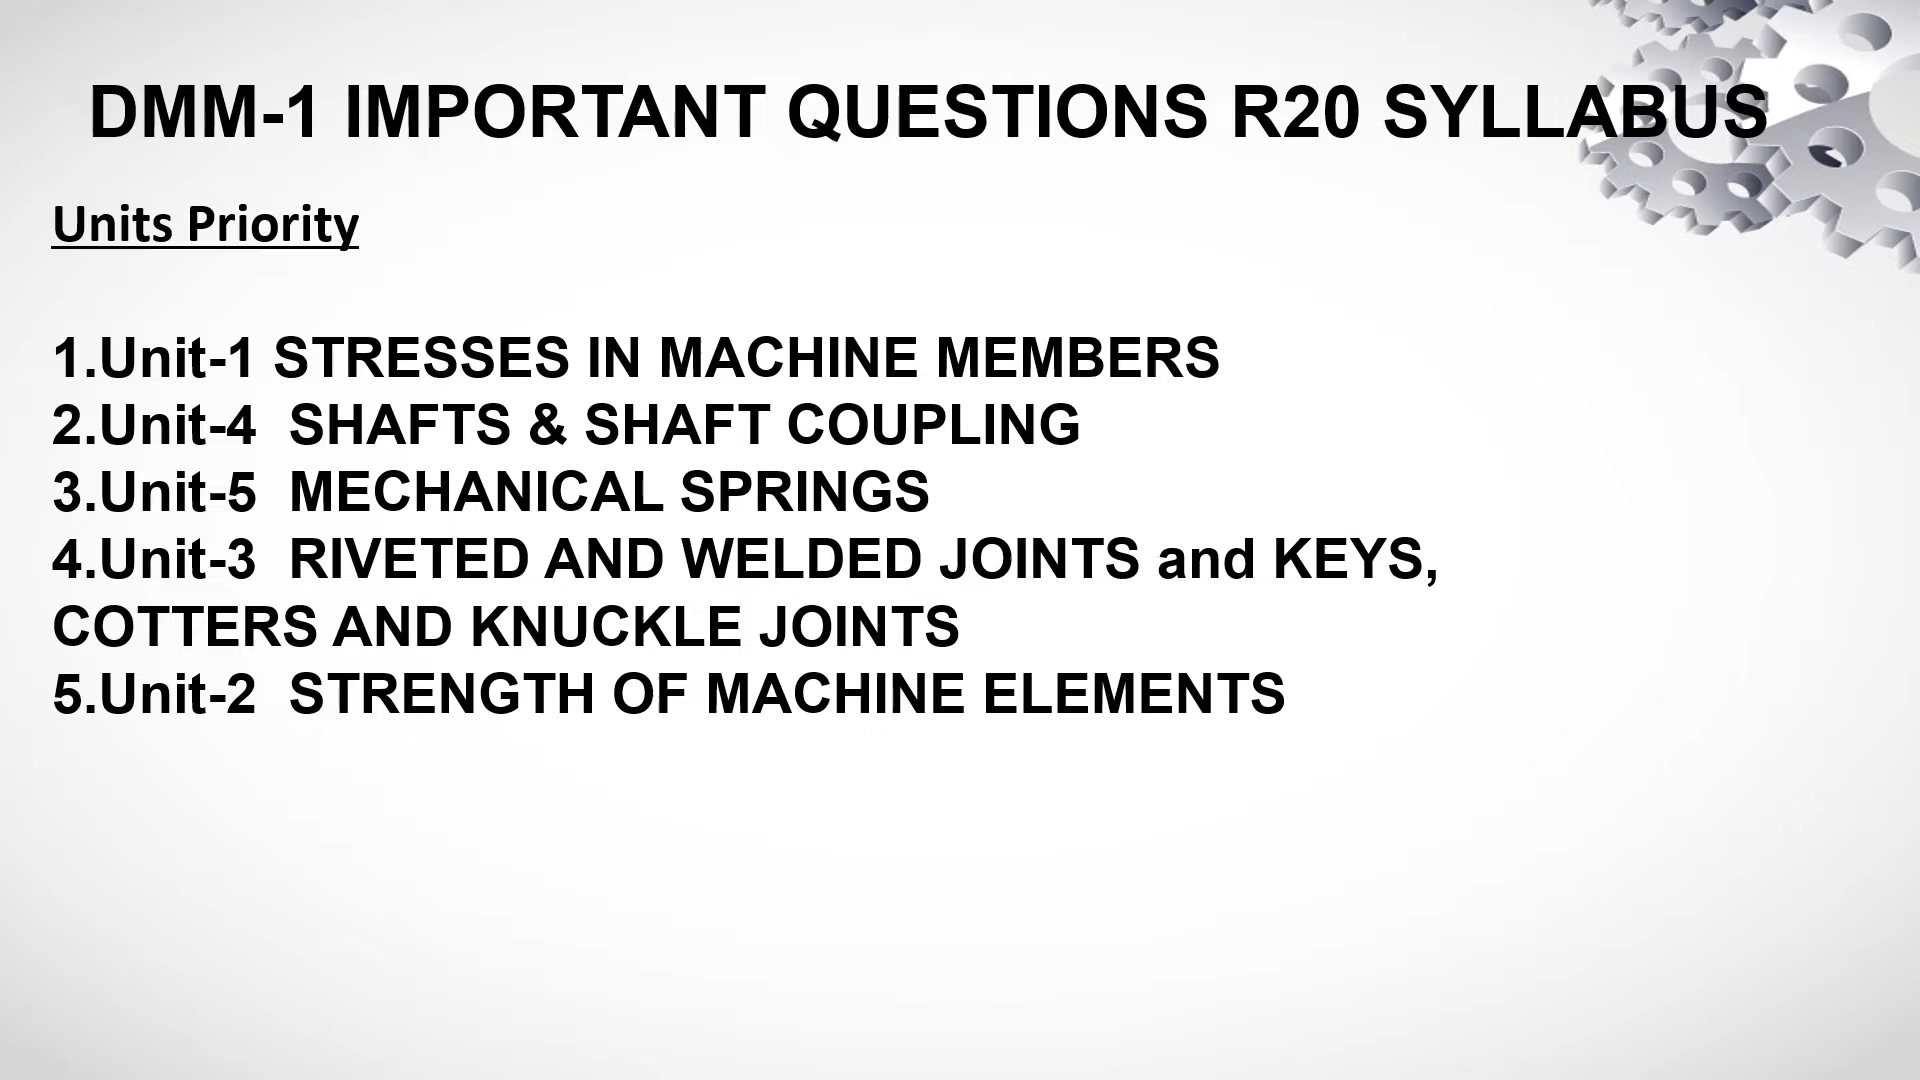 DMM-1 IMPORTANT QUESTIONS R20 SYLLABUS
Units Priority
1.Unit-1 STRESSES IN MACHINE MEMBERS
2.Unit-4 SHAFTS & SHAFT COUPLING
3.Unit-5 MECHANICAL SPRINGS
4.Unit-3 RIVETED AND WELDED JOINTS and KEYS,
COTTERS AND KNUCKLE JOINTS
5.Unit-2 STRENGTH OF MACHINE ELEMENTS